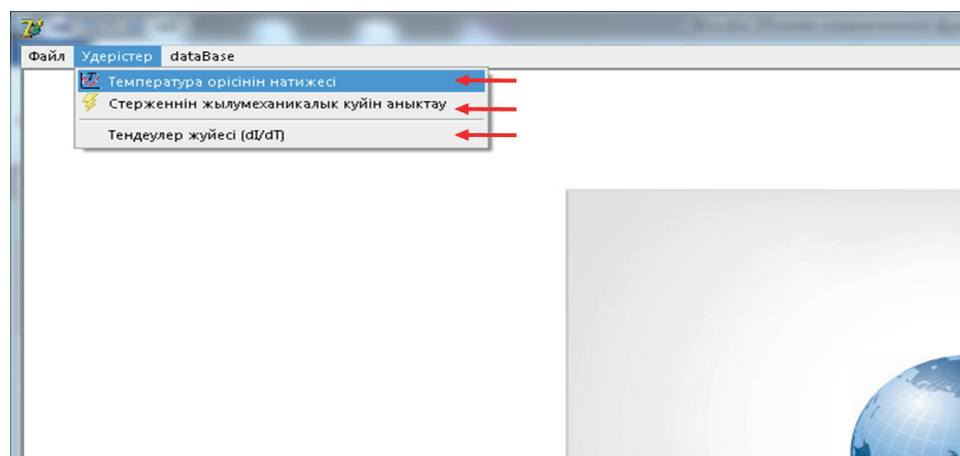 Файл Удерістер dataBase
Температура орісінін натижесі
Стерженнін жылумеханикалык куйін аныктау
Тендеулер жуйесі (dI/dT)